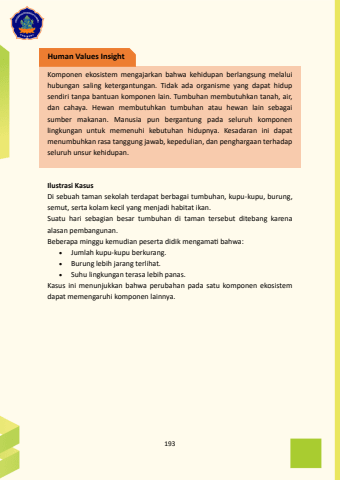 Human Values Insight
Komponen ekosistem mengajarkan bahwa kehidupan berlangsung melalui
hubungan saling ketergantungan. Tidak ada organisme yang dapat hidup
sendiri tanpa bantuan komponen lain. Tumbuhan membutuhkan tanah, air,
dan cahaya. Hewan membutuhkan tumbuhan atau hewan lain sebagai
sumber makanan. Manusia pun bergantung pada seluruh komponen
lingkungan untuk memenuhi kebutuhan hidupnya. Kesadaran ini dapat
menumbuhkan rasa tanggung jawab, kepedulian, dan penghargaan terhadap
seluruh unsur kehidupan.
Ilustrasi Kasus
Di sebuah taman sekolah terdapat berbagai tumbuhan, kupu-kupu, burung,
semut, serta kolam kecil yang menjadi habitat ikan.
Suatu hari sebagian besar tumbuhan di taman tersebut ditebang karena
alasan pembangunan.
Beberapa minggu kemudian peserta didik mengamati bahwa:
• Jumlah kupu-kupu berkurang.
• Burung lebih jarang terlihat.
• Suhu lingkungan terasa lebih panas.
Kasus ini menunjukkan bahwa perubahan pada satu komponen ekosistem
dapat memengaruhi komponen lainnya.
193